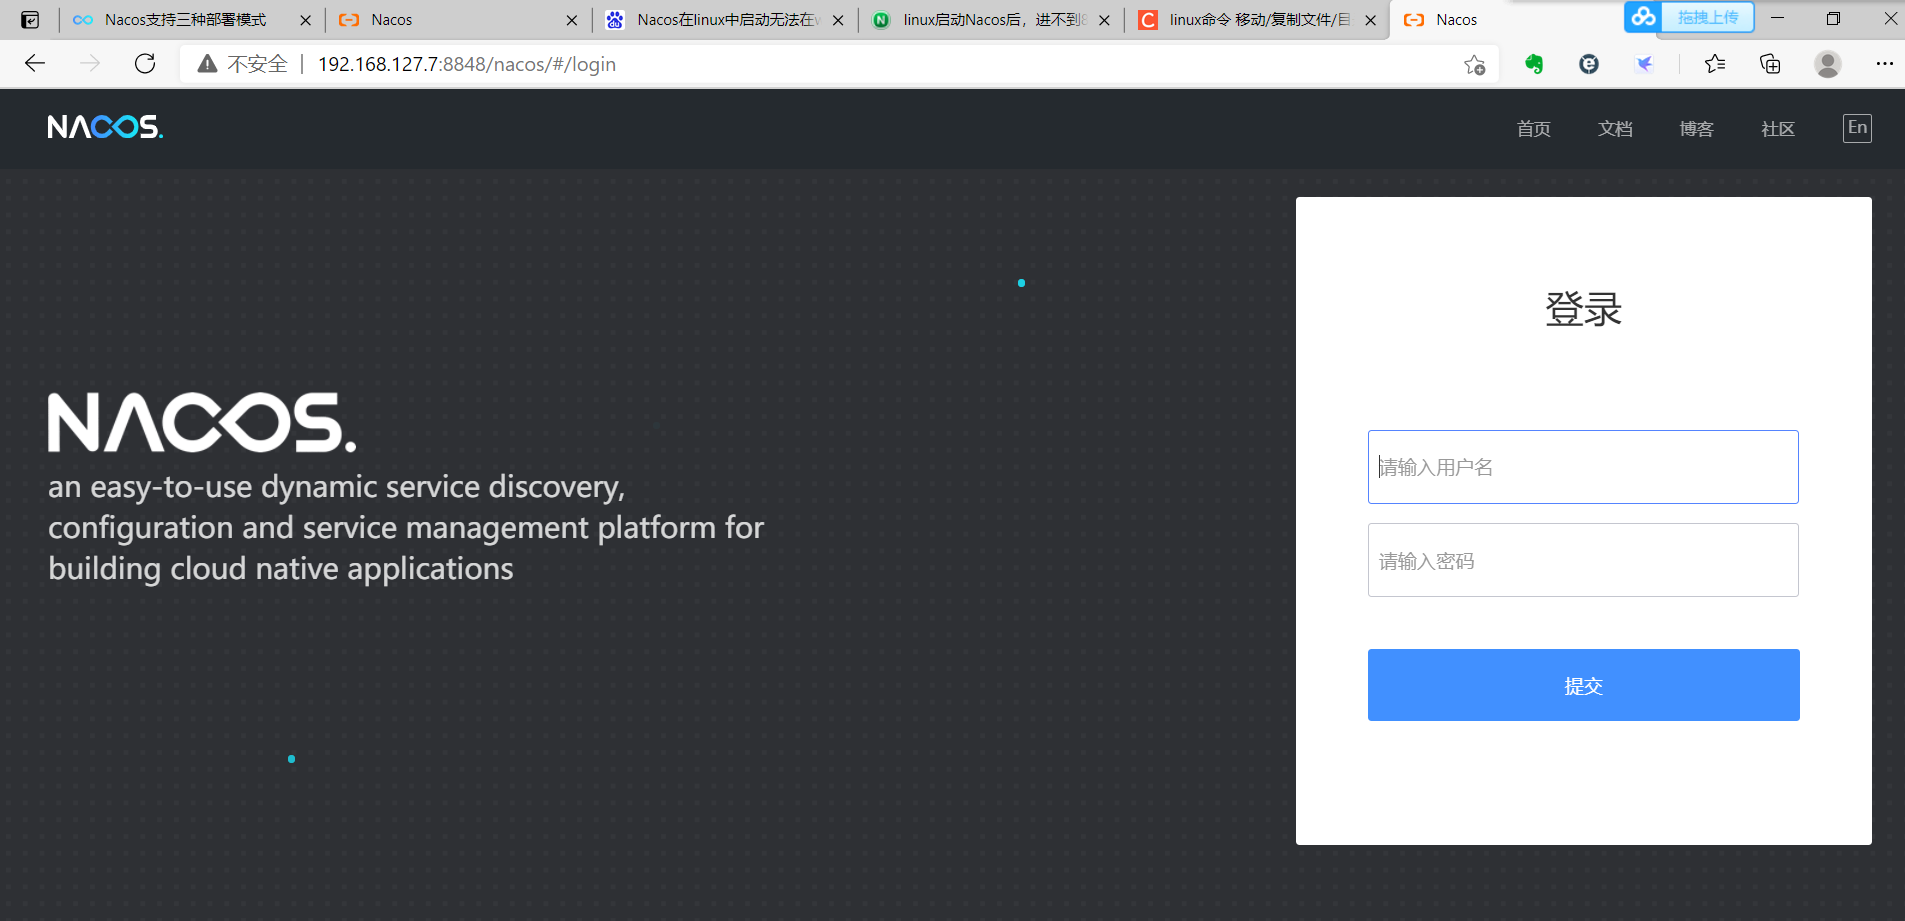 Nacos支持三种部署模式
Nacos
Nacos在linux中启动无法在
linux启动Nacos后，进不到
linux命令 移动/复制文件/目
Nacos
拖拽上传
不安全
192.168.127.7:8848/nacos/#/login
NACOS.
首页
文档
博客
社区
En
登录
NACOS.
an easy-to-use dynamic service discovery,
configuration and service management platform for
building cloud native applications
请输入用户名
请输入密码
提交